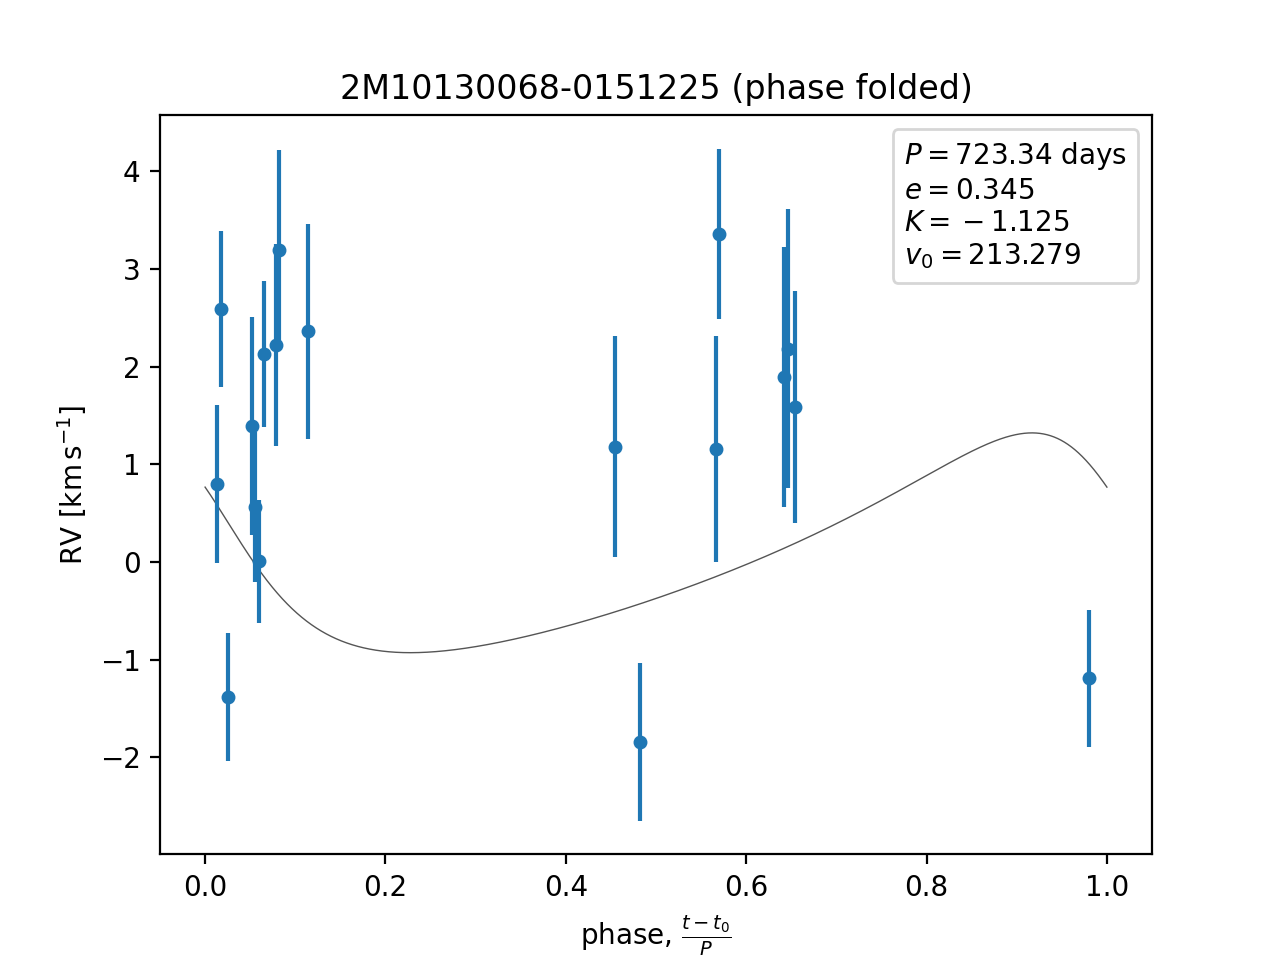 2M10130068-0151225 (phase folded)
P = 723.34 days
e = 0.345
K = −1.125
v₀ = 213.279
4
3
2
1
0
−1
−2
RV [km s⁻¹]
0.0 0.2 0.4 0.6 0.8 1.0
phase, (t − t₀)/P